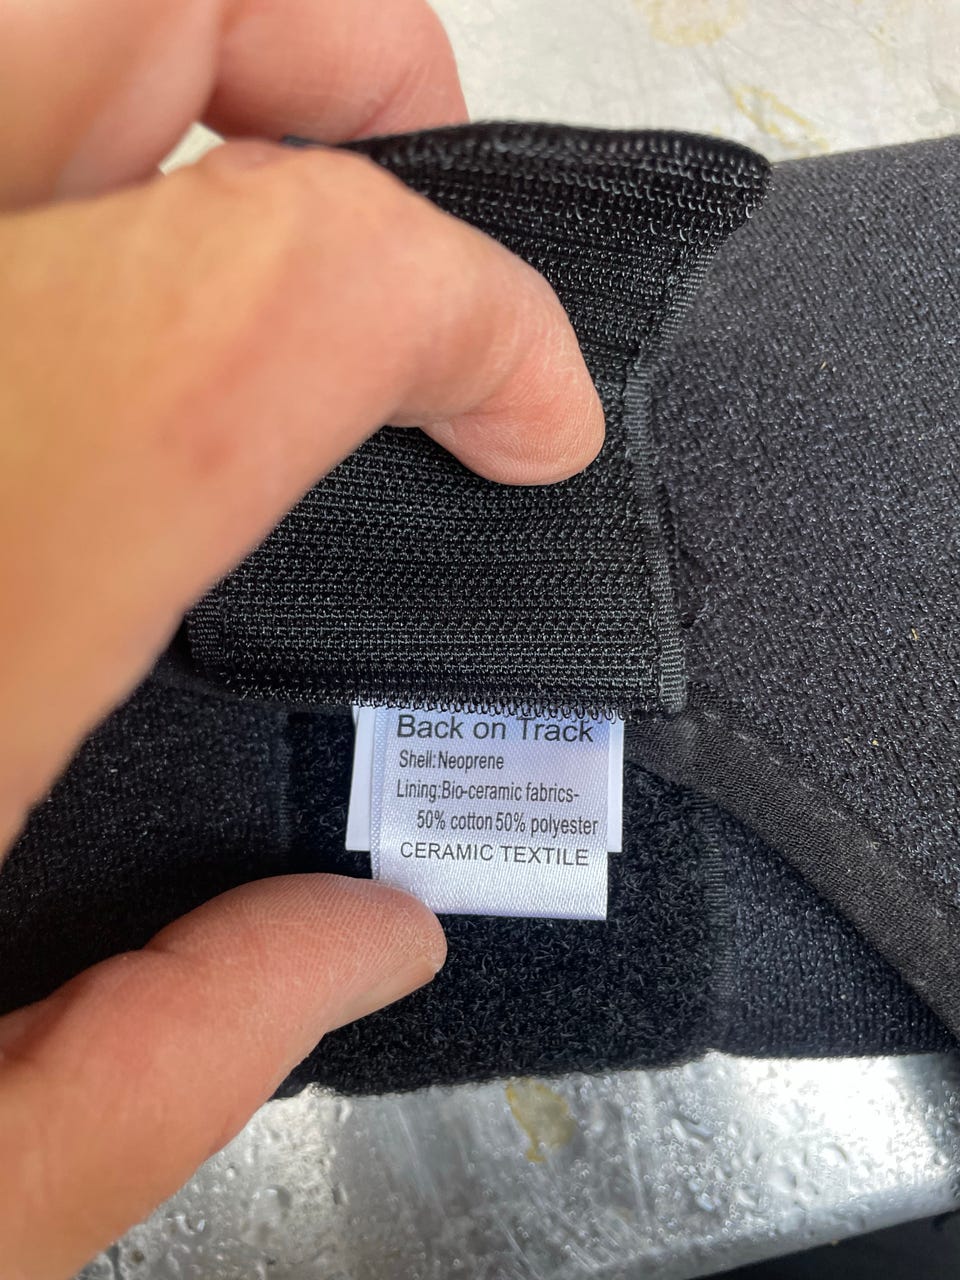 Back on Track
Shell:Neoprene
Lining:Bio-ceramic fabrics-
50% cotton 50% polyester
CERAMIC TEXTILE